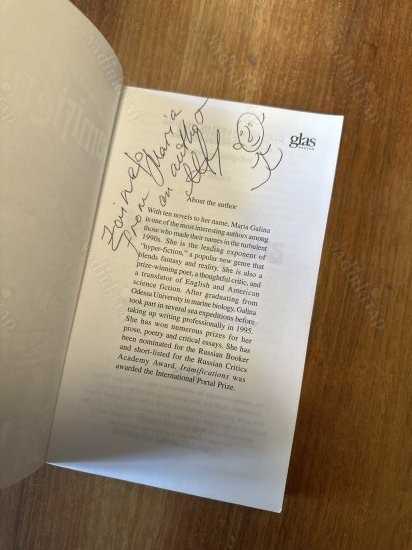 Maria
From an author
glas
About the author
With ten novels to her name, Maria Galina
is one of the most interesting authors among
those who made their names in the turbulent
1990s. She is the leading exponent of
"hyper-fiction," a popular new genre that
blends fantasy and reality. She is also a
prize-winning poet, a thoughtful critic, and
a translator of English and American
science fiction. After graduating from
Odessa University in marine biology, Galina
took part in several sea expeditions before
taking up writing professionally in 1995.
She has won numerous prizes for her
prose, poetry and critical essays. She has
been nominated for the Russian Booker
and short-listed for the Russian Critics
Academy Award, Iramifications was
awarded the International Portal Prize.